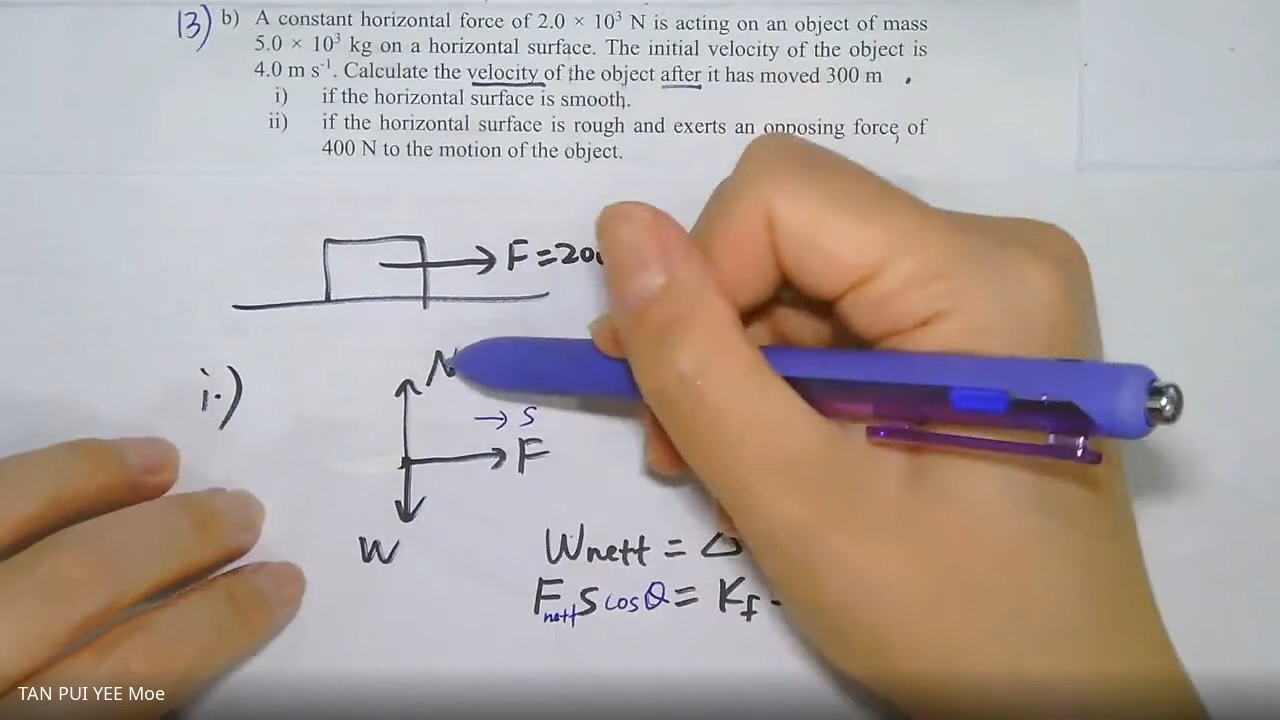 13) b) A constant horizontal force of 2.0 × 10³ N is acting on an object of mass
5.0 × 10³ kg on a horizontal surface. The initial velocity of the object is
4.0 m s⁻¹. Calculate the velocity of the object after it has moved 300 m .
i) if the horizontal surface is smooth.
ii) if the horizontal surface is rough and exerts an opposing force, of
400 N to the motion of the object.
F=20
i.)
N
→ s
F
W
Wnett = Δ
Fnett s cos θ = Kf -
TAN PUI YEE Moe